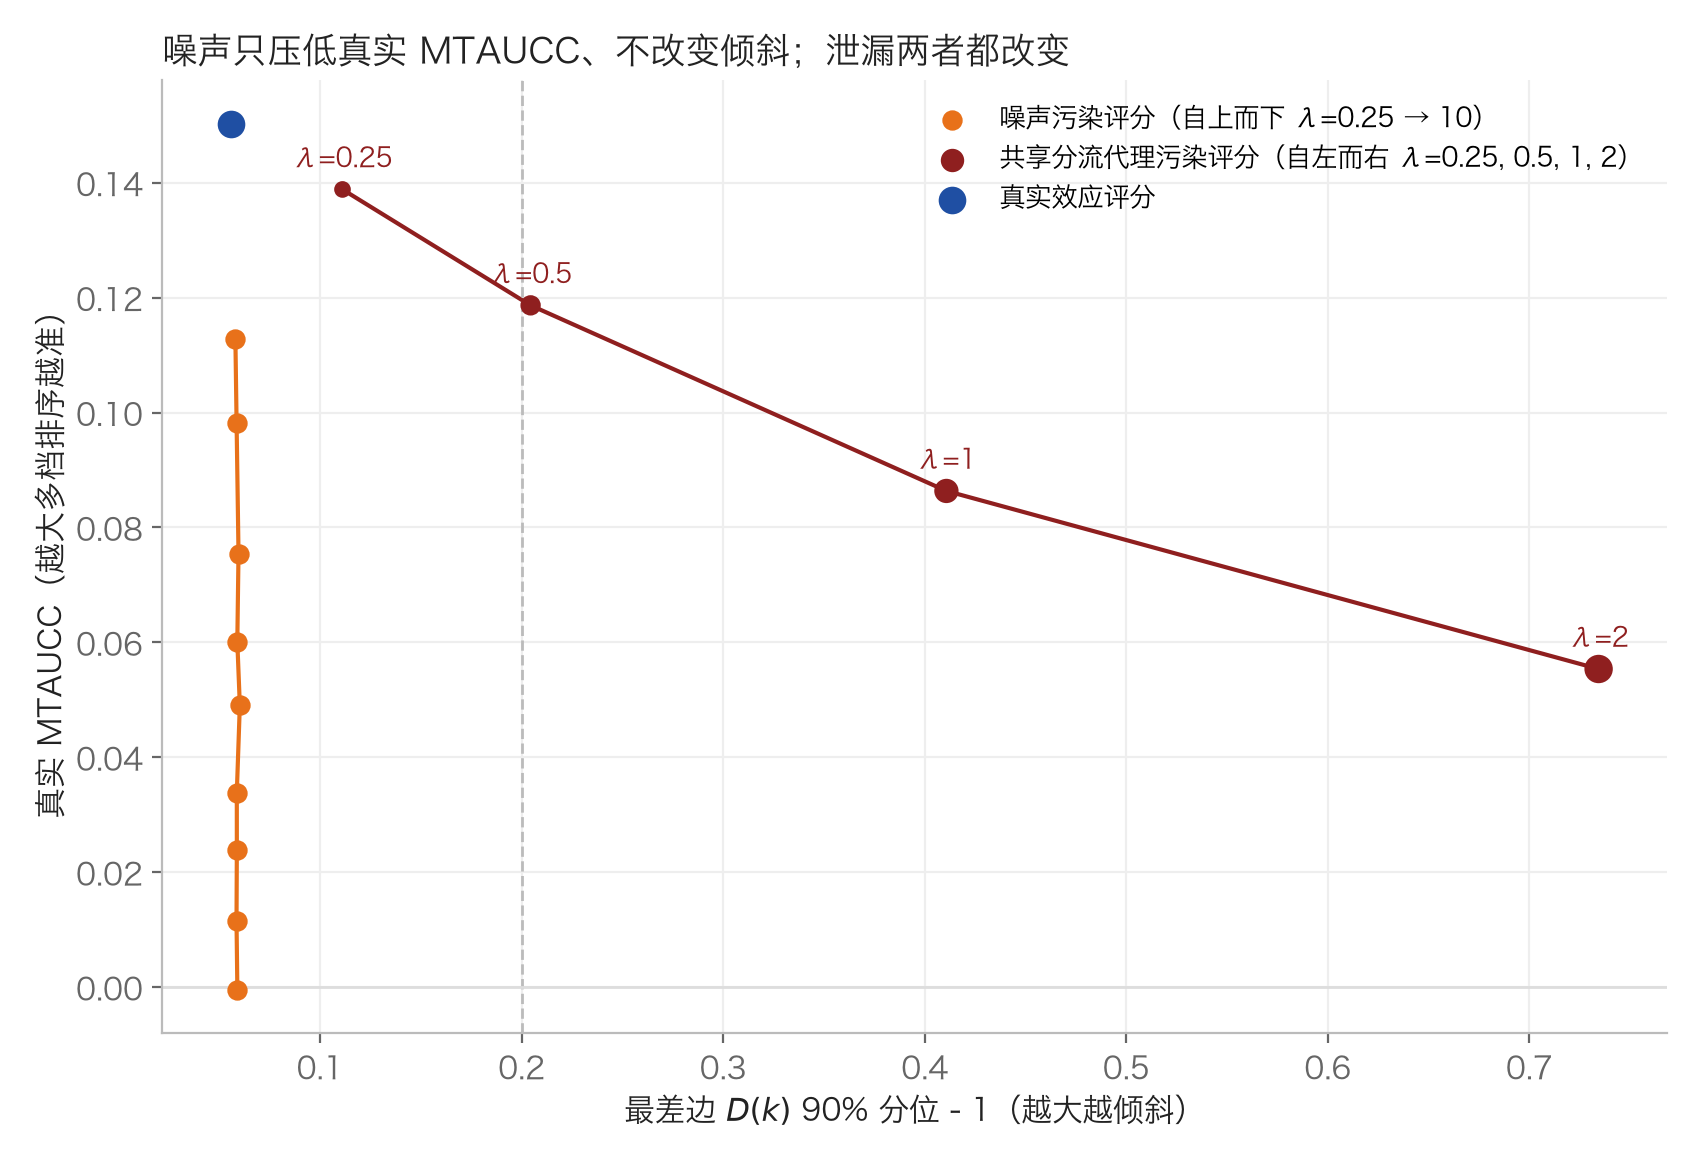 噪声只压低真实 MTAUCC、不改变倾斜；泄漏两者都改变
噪声污染评分（自上而下 λ=0.25 → 10）
共享分流代理污染评分（自左而右 λ=0.25, 0.5, 1, 2）
真实效应评分
λ=0.25
λ=0.5
λ=1
λ=2
真实 MTAUCC（越大多档排序越准）
0.14
0.12
0.10
0.08
0.06
0.04
0.02
0.00
0.1 0.2 0.3 0.4 0.5 0.6 0.7
最差边 D(k) 90% 分位 - 1（越大越倾斜）